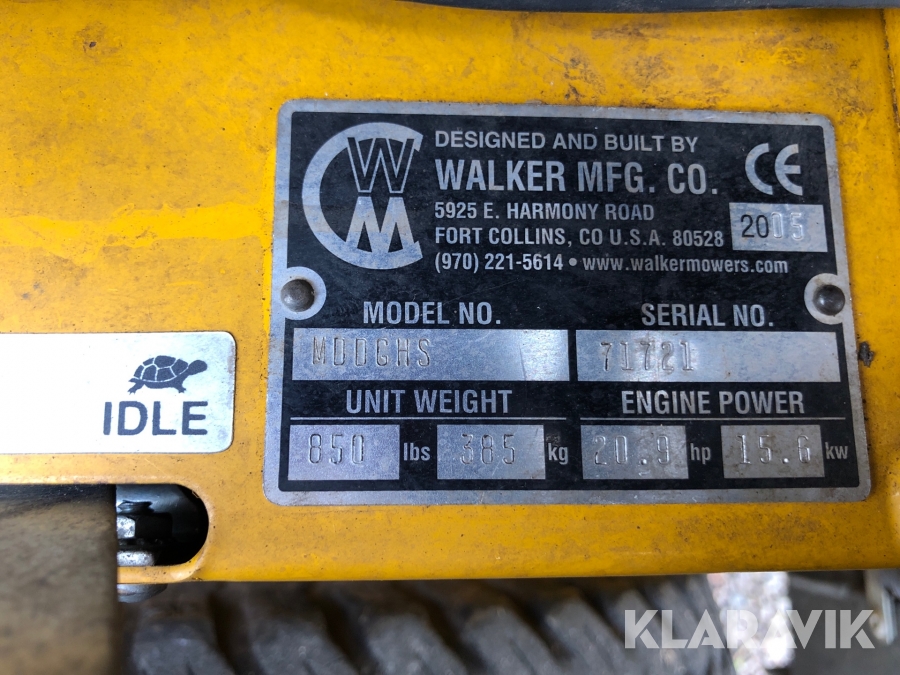 DESIGNED AND BUILT BY
WALKER MFG. CO.
5925 E. HARMONY ROAD
FORT COLLINS, CO U.S.A. 80528
(970) 221-5614 • www.walkermowers.com
CE
2005
MODEL NO. SERIAL NO.
MDDGHS 71721
UNIT WEIGHT ENGINE POWER
850 lbs 385 kg 20.9 hp 15.6 kw
IDLE
KLARAVIK